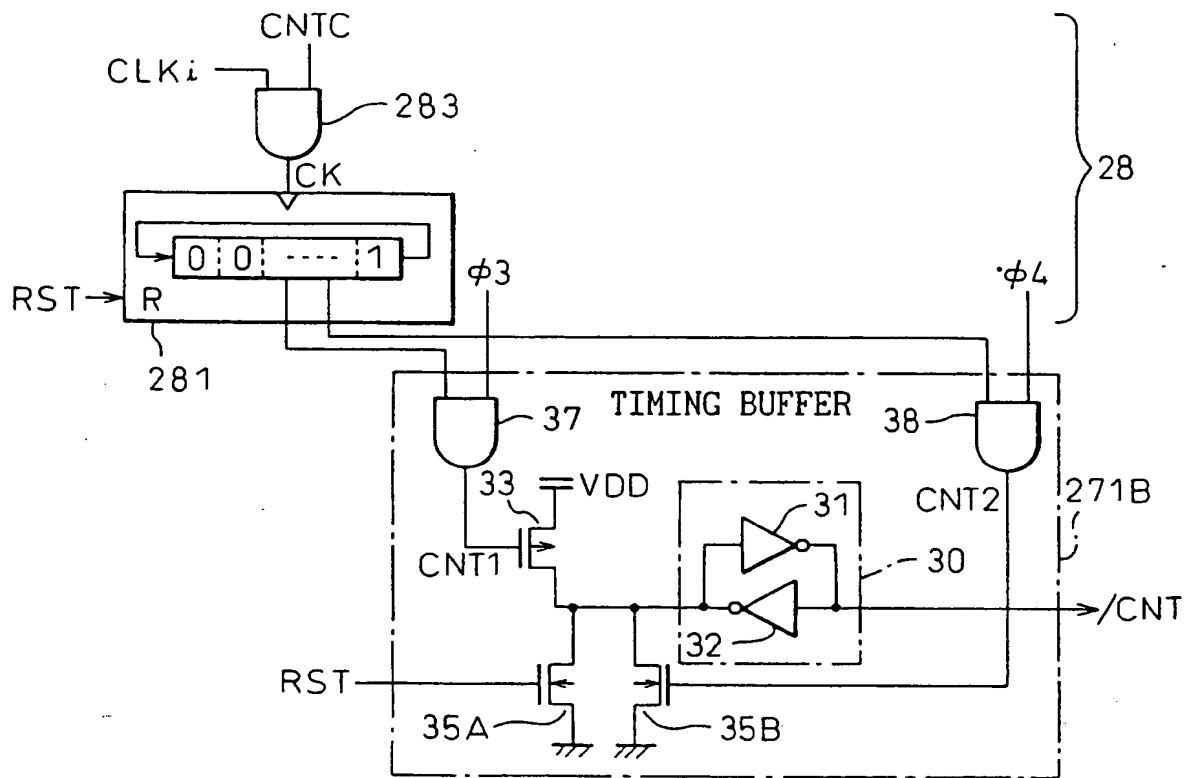 CNTC
CLKi
283
CK
28
0 0 ---- 1
φ3
φ4
RST
R
281
TIMING BUFFER
37
38
33
VDD
CNT2
271B
31
CNT1
30
/CNT
32
RST
35A
35B